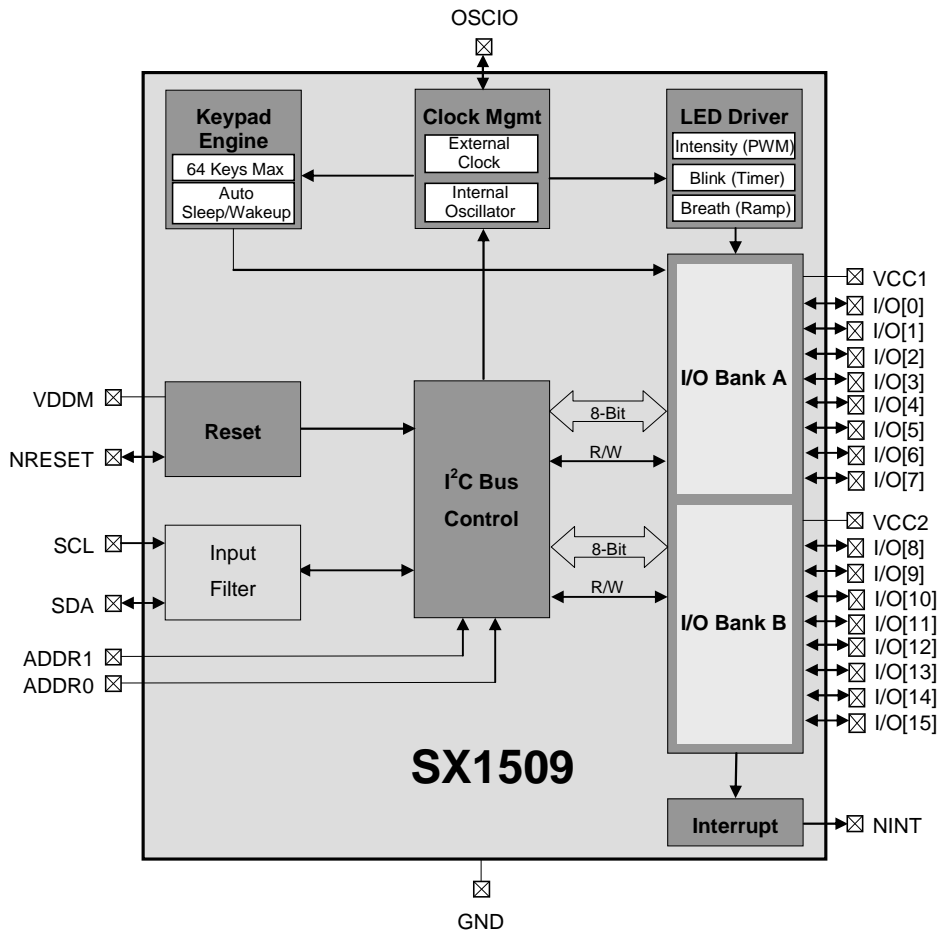 OSCIO
Keypad
Engine
64 Keys Max
Auto
Sleep/Wakeup
Clock Mgmt
External
Clock
Internal
Oscillator
LED Driver
Intensity (PWM)
Blink (Timer)
Breath (Ramp)
VDDM
NRESET
Reset
SCL
SDA
Input
Filter
ADDR1
ADDR0
I²C Bus
Control
8-Bit
R/W
8-Bit
R/W
I/O Bank A
I/O Bank B
VCC1
I/O[0]
I/O[1]
I/O[2]
I/O[3]
I/O[4]
I/O[5]
I/O[6]
I/O[7]
VCC2
I/O[8]
I/O[9]
I/O[10]
I/O[11]
I/O[12]
I/O[13]
I/O[14]
I/O[15]
SX1509
Interrupt
NINT
GND